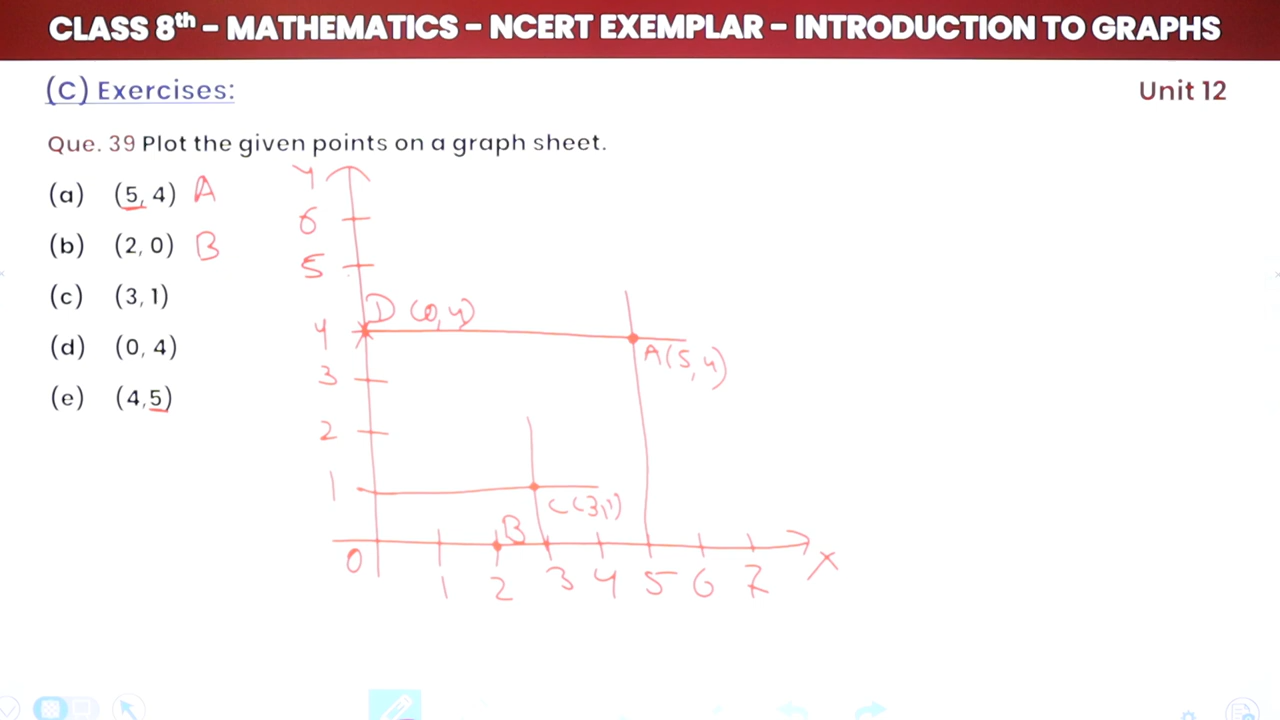 CLASS 8th – MATHEMATICS – NCERT EXEMPLAR – INTRODUCTION TO GRAPHS
(C) Exercises:
Unit 12
Que. 39 Plot the given points on a graph sheet.
(a) (5, 4) A
(b) (2, 0) B
(c) (3, 1)
(d) (0, 4)
(e) (4,5)
Y
6
5
D (0,4)
4
A(5,4)
3
2
1
C(3,1)
B
0
1 2 3 4 5 6 7
X